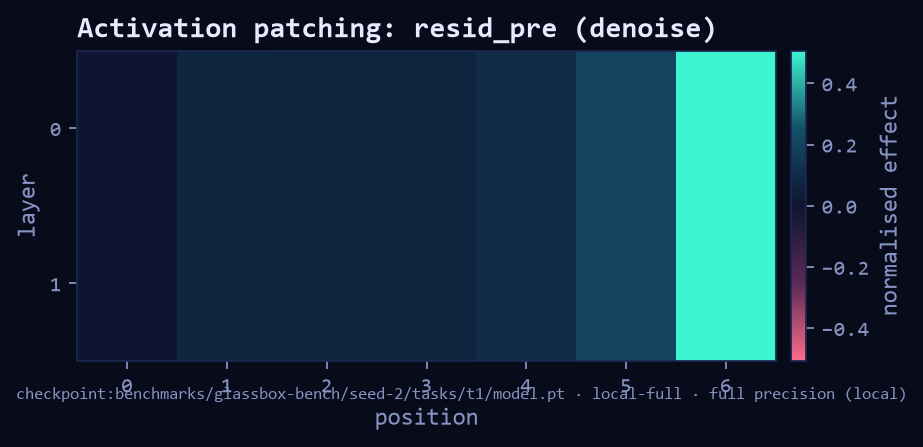 Activation patching: resid_pre (denoise)
layer
0
1
0 1 2 3 4 5 6
checkpoint:benchmarks/glassbox-bench/seed-2/tasks/t1/model.pt · local-full · full precision (local)
position
0.4
0.2
0.0
−0.2
−0.4
normalised effect